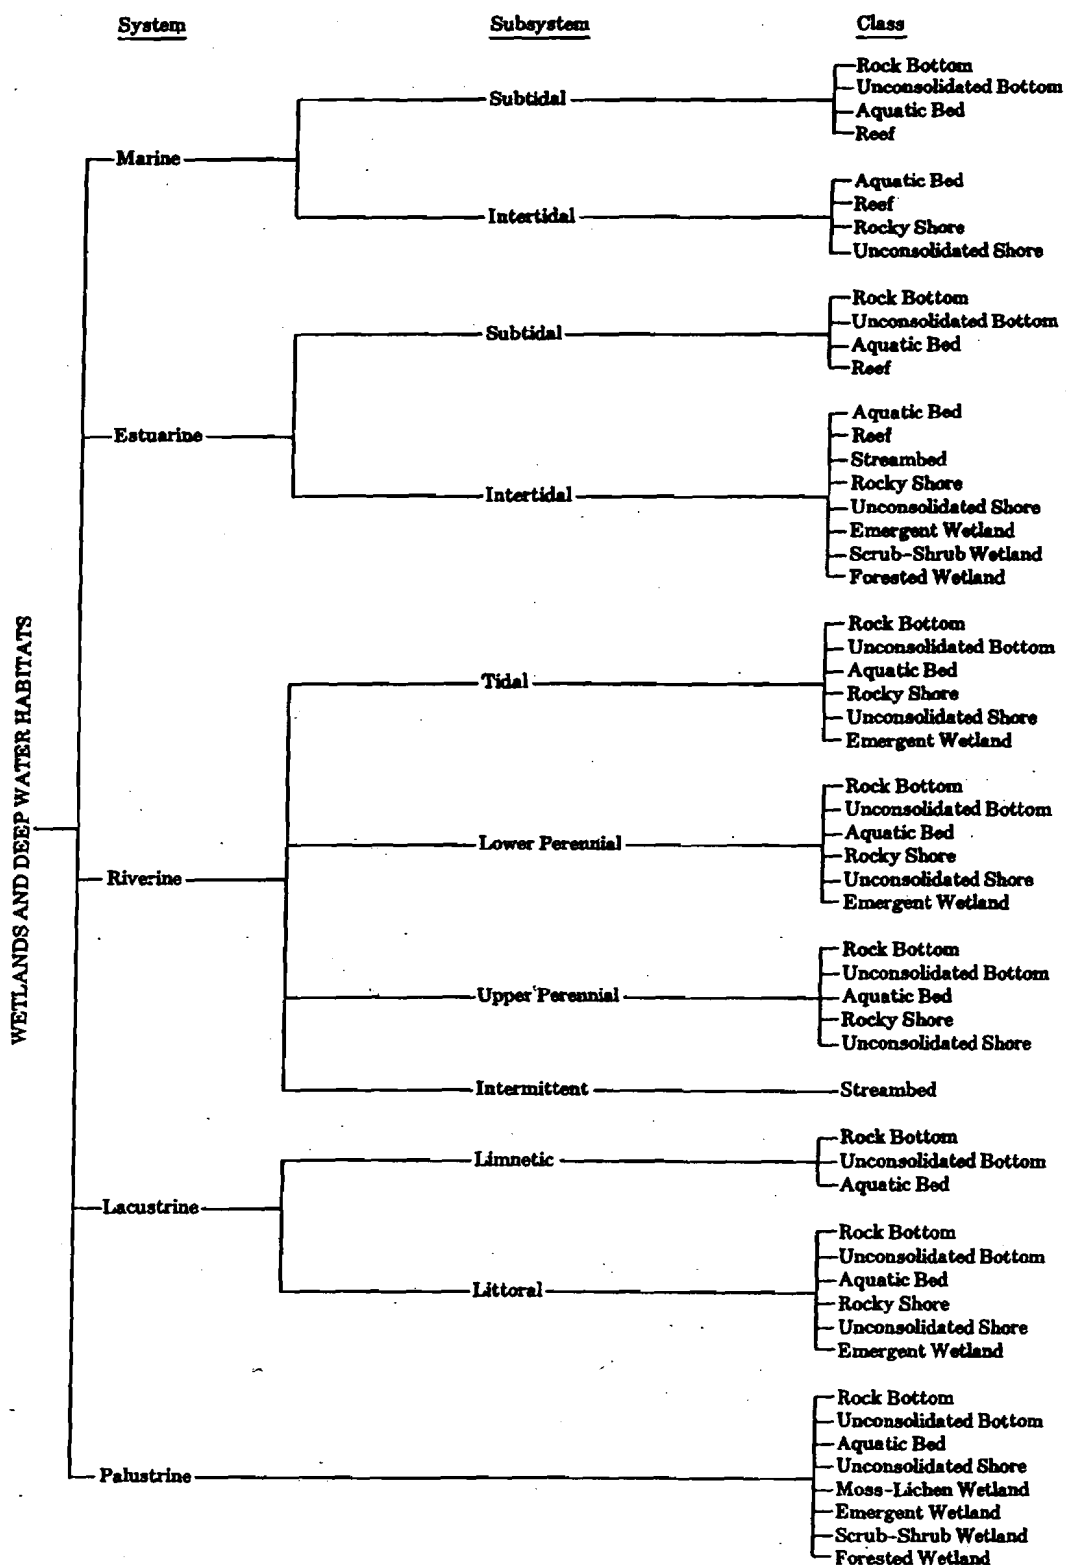 System Subsystem Class
Marine
Subtidal
Rock Bottom
Unconsolidated Bottom
Aquatic Bed
Reef
Intertidal
Aquatic Bed
Reef
Rocky Shore
Unconsolidated Shore
Estuarine
Subtidal
Rock Bottom
Unconsolidated Bottom
Aquatic Bed
Reef
Intertidal
Aquatic Bed
Reef
Streambed
Rocky Shore
Unconsolidated Shore
Emergent Wetland
Scrub-Shrub Wetland
Forested Wetland
WETLANDS AND DEEP WATER HABITATS
Riverine
Tidal
Rock Bottom
Unconsolidated Bottom
Aquatic Bed
Rocky Shore
Unconsolidated Shore
Emergent Wetland
Lower Perennial
Rock Bottom
Unconsolidated Bottom
Aquatic Bed
Rocky Shore
Unconsolidated Shore
Emergent Wetland
Upper Perennial
Rock Bottom
Unconsolidated Bottom
Aquatic Bed
Rocky Shore
Unconsolidated Shore
Intermittent
Streambed
Lacustrine
Limnetic
Rock Bottom
Unconsolidated Bottom
Aquatic Bed
Littoral
Rock Bottom
Unconsolidated Bottom
Aquatic Bed
Rocky Shore
Unconsolidated Shore
Emergent Wetland
Palustrine
Rock Bottom
Unconsolidated Bottom
Aquatic Bed
Unconsolidated Shore
Moss-Lichen Wetland
Emergent Wetland
Scrub-Shrub Wetland
Forested Wetland